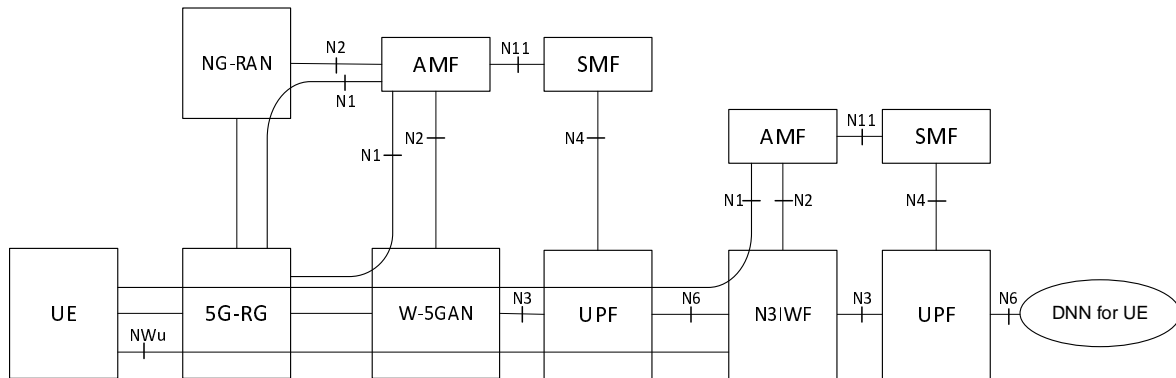 N2
NG-RAN
AMF
N11
SMF
N1
N1
N2
N4
AMF
N11
SMF
N1
N2
N4
UE
5G-RG
W-5GAN
N3
UPF
N6
N3IWF
N3
UPF
N6
DNN for UE
NWu